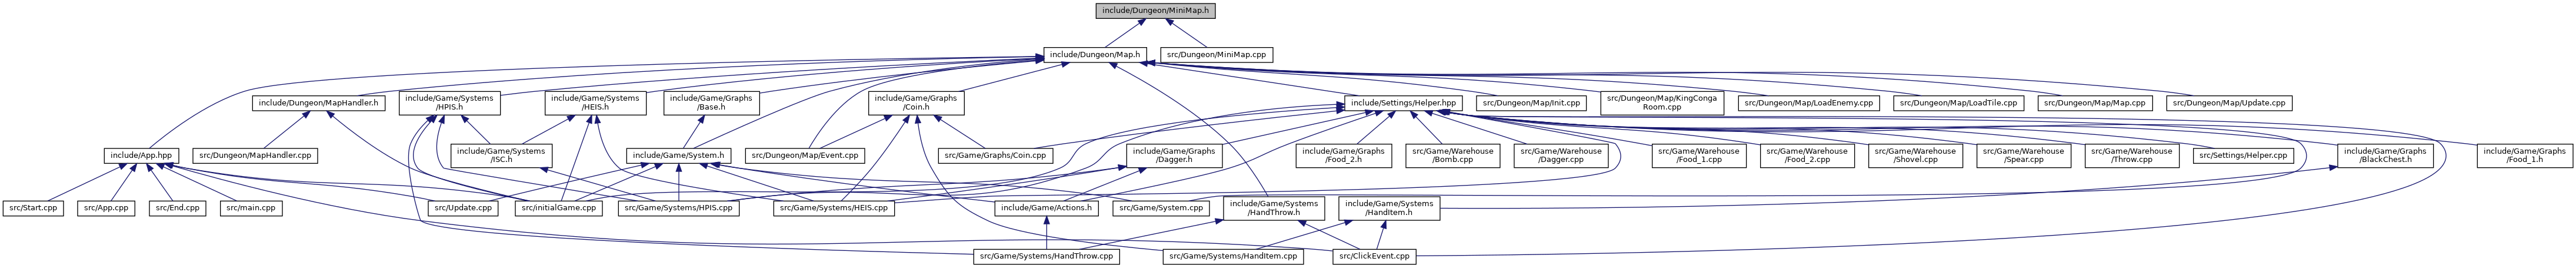 include/Dungeon/MiniMap.h
include/Dungeon/Map.h
src/Dungeon/MiniMap.cpp
include/Dungeon/MapHandler.h
include/Game/Systems
/HPIS.h
include/Game/Systems
/HEIS.h
include/Game/Graphs
/Base.h
include/Game/Graphs
/Coin.h
include/Settings/Helper.hpp
src/Dungeon/Map/Init.cpp
src/Dungeon/Map/KingConga
Room.cpp
src/Dungeon/Map/LoadEnemy.cpp
src/Dungeon/Map/LoadTile.cpp
src/Dungeon/Map/Map.cpp
src/Dungeon/Map/Update.cpp
include/App.hpp
src/Dungeon/MapHandler.cpp
include/Game/Systems
/ISC.h
include/Game/System.h
src/Dungeon/Map/Event.cpp
src/Game/Graphs/Coin.cpp
include/Game/Graphs
/Dagger.h
include/Game/Graphs
/Food_2.h
src/Game/Warehouse
/Bomb.cpp
src/Game/Warehouse
/Dagger.cpp
src/Game/Warehouse
/Food_1.cpp
src/Game/Warehouse
/Food_2.cpp
src/Game/Warehouse
/Shovel.cpp
src/Game/Warehouse
/Spear.cpp
src/Game/Warehouse
/Throw.cpp
src/Settings/Helper.cpp
include/Game/Graphs
/BlackChest.h
include/Game/Graphs
/Food_1.h
src/Start.cpp
src/App.cpp
src/End.cpp
src/main.cpp
src/Update.cpp
src/initialGame.cpp
src/Game/Systems/HPIS.cpp
src/Game/Systems/HEIS.cpp
include/Game/Actions.h
src/Game/System.cpp
include/Game/Systems
/HandThrow.h
include/Game/Systems
/HandItem.h
src/Game/Systems/HandThrow.cpp
src/Game/Systems/HandItem.cpp
src/ClickEvent.cpp